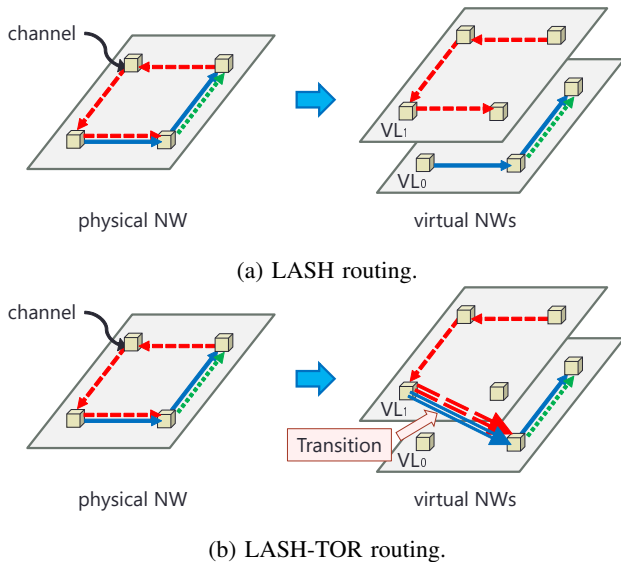 channel
VL1
VL0
physical NW
virtual NWs
(a) LASH routing.
channel
VL1
Transition
VL0
physical NW
virtual NWs
(b) LASH-TOR routing.